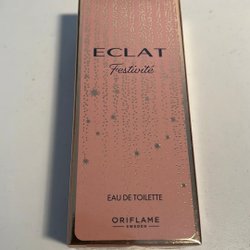 ECLAT
Festivité
EAU DE TOILETTE
ORIFLAME
SWEDEN